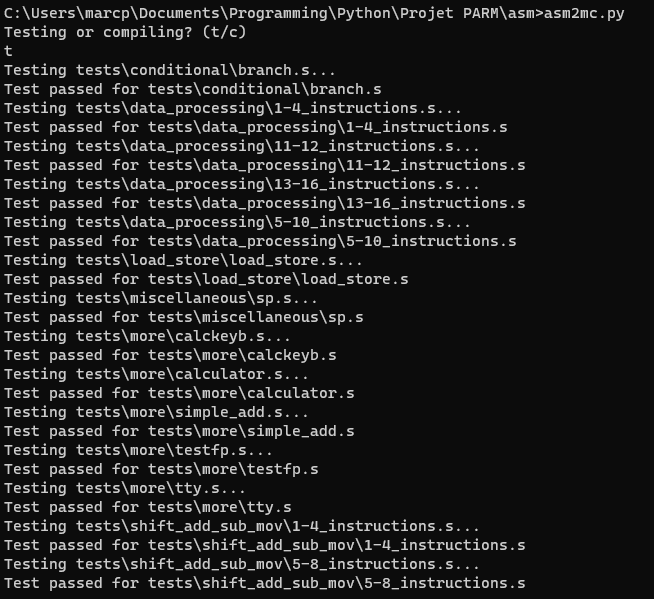 C:\Users\marcp\Documents\Programming\Python\Projet PARM\asm>asm2mc.py
Testing or compiling? (t/c)
t
Testing tests\conditional\branch.s...
Test passed for tests\conditional\branch.s
Testing tests\data_processing\1-4_instructions.s...
Test passed for tests\data_processing\1-4_instructions.s
Testing tests\data_processing\11-12_instructions.s...
Test passed for tests\data_processing\11-12_instructions.s
Testing tests\data_processing\13-16_instructions.s...
Test passed for tests\data_processing\13-16_instructions.s
Testing tests\data_processing\5-10_instructions.s...
Test passed for tests\data_processing\5-10_instructions.s
Testing tests\load_store\load_store.s...
Test passed for tests\load_store\load_store.s
Testing tests\miscellaneous\sp.s...
Test passed for tests\miscellaneous\sp.s
Testing tests\more\calckeyb.s...
Test passed for tests\more\calckeyb.s
Testing tests\more\calculator.s...
Test passed for tests\more\calculator.s
Testing tests\more\simple_add.s...
Test passed for tests\more\simple_add.s
Testing tests\more\testfp.s...
Test passed for tests\more\testfp.s
Testing tests\more\tty.s...
Test passed for tests\more\tty.s
Testing tests\shift_add_sub_mov\1-4_instructions.s...
Test passed for tests\shift_add_sub_mov\1-4_instructions.s
Testing tests\shift_add_sub_mov\5-8_instructions.s...
Test passed for tests\shift_add_sub_mov\5-8_instructions.s